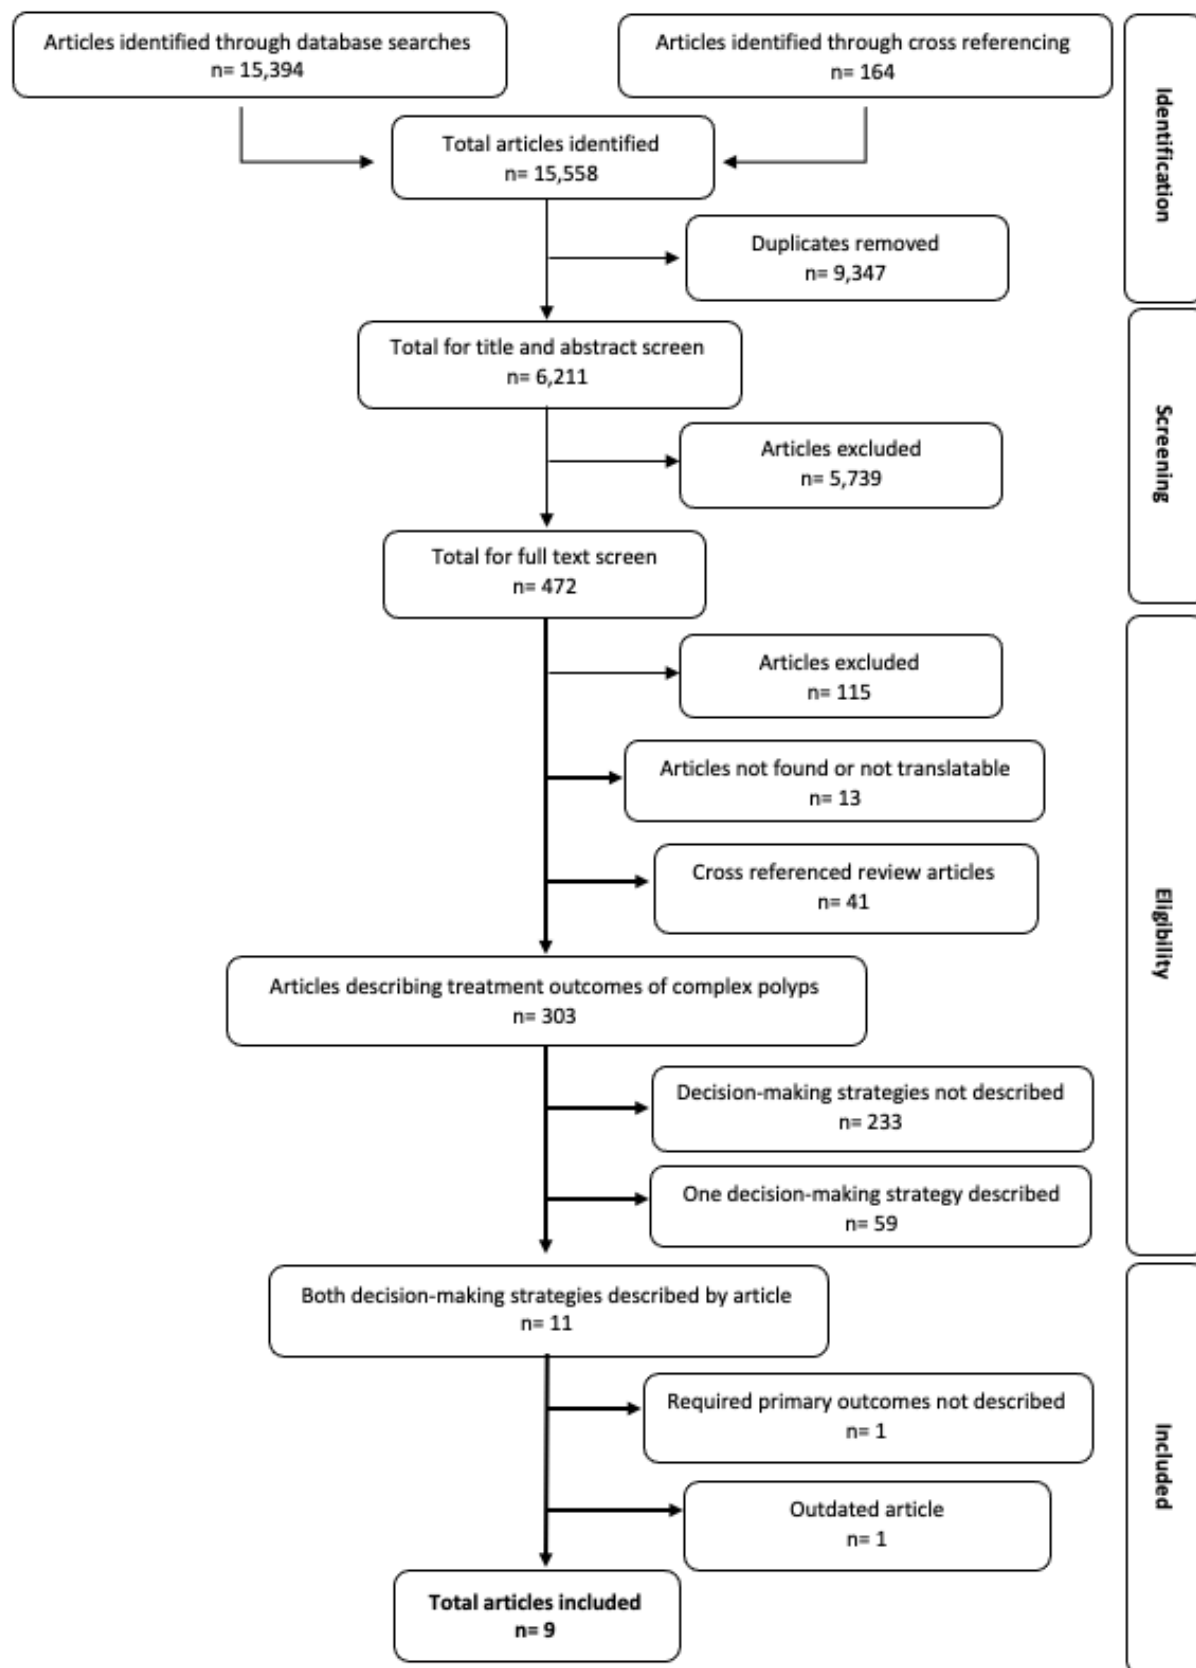 Articles identified through database searches
n= 15,394
Articles identified through cross referencing
n= 164
Identification
Total articles identified
n= 15,558
Duplicates removed
n= 9,347
Screening
Total for title and abstract screen
n= 6,211
Articles excluded
n= 5,739
Total for full text screen
n= 472
Eligibility
Articles excluded
n= 115
Articles not found or not translatable
n= 13
Cross referenced review articles
n= 41
Articles describing treatment outcomes of complex polyps
n= 303
Decision-making strategies not described
n= 233
One decision-making strategy described
n= 59
Included
Both decision-making strategies described by article
n= 11
Required primary outcomes not described
n= 1
Outdated article
n= 1
Total articles included
n= 9